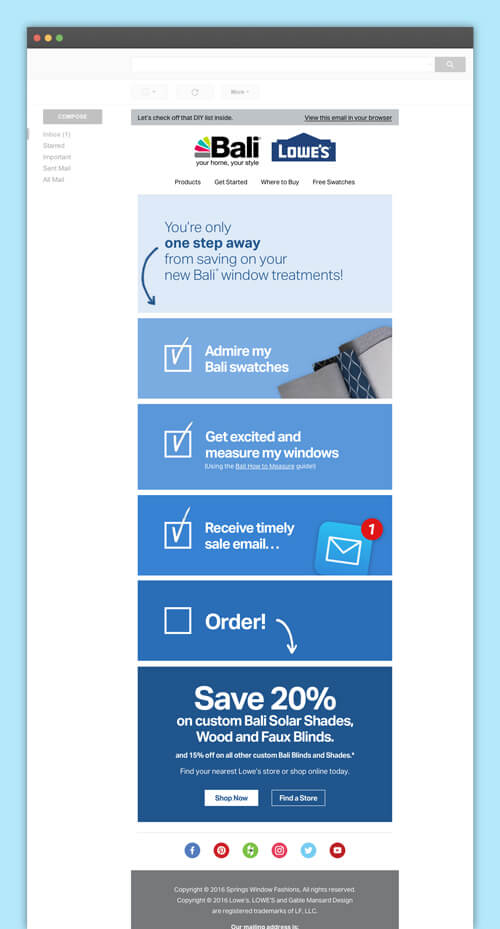 More
COMPOSE
Inbox (1)
Starred
Important
Sent Mail
All Mail
Let's check off that DIY list inside.
View this email in your browser
Bali®
your home, your style™
LOWE'S®
Products Get Started Where to Buy Free Swatches
You're only
one step away
from saving on your
new Bali® window treatments!
Admire my
Bali swatches
Get excited and
measure my windows
(Using the Bali How to Measure guide!)
Receive timely
sale email...
1
Order!
Save 20%
on custom Bali Solar Shades,
Wood and Faux Blinds.
and 15% off on all other custom Bali Blinds and Shades.*
Find your nearest Lowe's store or shop online today.
Shop Now
Find a Store
Copyright © 2016 Springs Window Fashions, All rights reserved.
Copyright © 2016 Lowe's, LOWE'S and Gable Mansard Design
are registered trademarks of LF, LLC.
Our mailing address is: